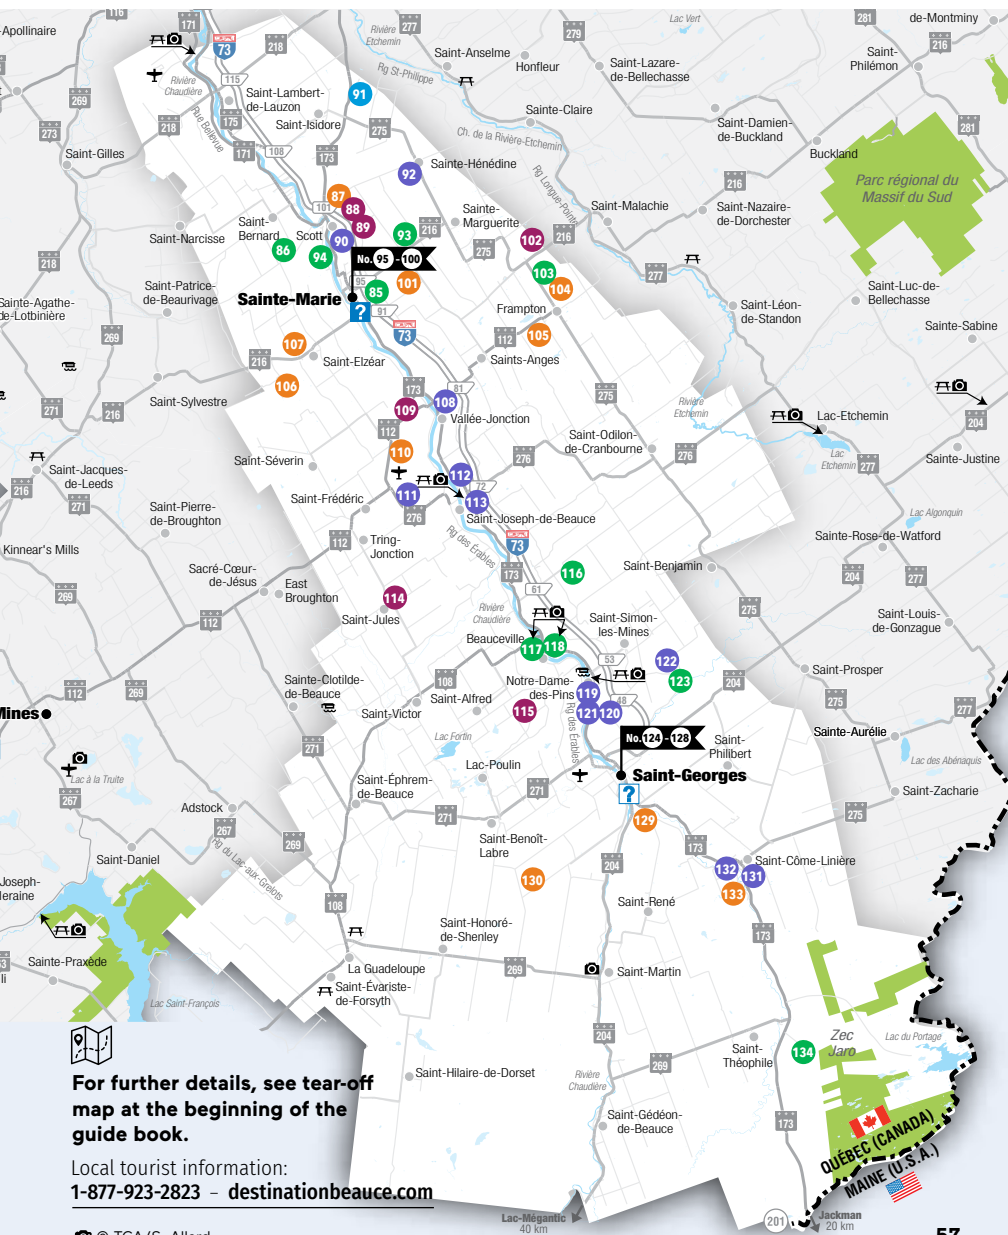 116
-Apollinaire
171
73
218
Rivière
Etchemin
277
279
Lac Vert
281
de-Montminy
216
Saint-
Philémon
Saint-Anselme
Honfleur
Rg St-Philippe
Saint-Lazare-
de-Bellechasse
115
Rivière
Chaudière
269
91
Saint-Lambert-
de-Lauzon
Rue Bellevue
175
218
Saint-Isidore
275
Sainte-Claire
Ch. de la Rivière-Etchemin
Saint-Damien-
de-Buckland
281
273
171
108
173
Saint-Gilles
Sainte-Hénédine
92
Buckland
Rg Longue-Pointe
216
Parc régional du
Massif du Sud
87
101
88
89
Sainte-
Marguerite
Saint-Malachie
Saint-Nazaire-
de-Dorchester
Saint-
Bernard
Scott
90
93
216
102
216
275
Saint-Narcisse
86
94
No. 95 - 100
218
277
103
104
Saint-Patrice-
de-Beaurivage
95
101
85
Sainte-Marie
?
91
Saint-Luc-de-
Bellechasse
Sainte-Agathe-
de-Lotbinière
Frampton
Saint-Léon-
de-Standon
Sainte-Sabine
269
107
73
112
105
216
Saint-Elzéar
Saints-Anges
106
173
81
275
Saint-Sylvestre
271
216
109
108
Vallée-Jonction
Rivière
Etchemin
Lac-Etchemin
204
112
Saint-Odilon-
de-Cranbourne
110
276
276
Lac
Etchemin
277
Sainte-Justine
Saint-Séverin
Saint-Jacques-
de-Leeds
216
112
72
111
113
271
Saint-Frédéric
276
Saint-Joseph-de-Beauce
Lac Algonquin
Saint-Pierre-
de-Broughton
112
Tring-
Jonction
Rg des Érables
73
Sainte-Rose-de-Watford
Kinnear's Mills
Sacré-Cœur-
de-Jésus
East
Broughton
173
116
Saint-Benjamin
204
277
269
61
114
Saint-Jules
Rivière
Chaudière
275
Saint-Louis-
de-Gonzague
112
Saint-Simon-
les-Mines
Beauceville
117
118
53
122
123
Saint-Prosper
204
Sainte-Clotilde-
de-Beauce
108
Notre-Dame-
des-Pins
112
269
Saint-Alfred
119
48
275
Saint-Victor
115
121
120
277
Mines
Rg des Érables
Sainte-Aurélie
No. 124 - 128
271
Lac Fortin
Saint-
Philibert
Lac des Abénaquis
Lac-Poulin
Saint-Georges
Lac à la Truite
Saint-Éphrem-
de-Beauce
271
?
Saint-Zacharie
267
Adstock
275
271
129
267
Saint-Benoît-
Labre
269
Rg du Lac-aux-Grelots
173
Saint-Daniel
204
132
131
Saint-Côme-Linière
Joseph-
leraine
130
133
108
Saint-René
Saint-Honoré-
de-Shenley
173
Sainte-Praxède
La Guadeloupe
269
Saint-Martin
Saint-Évariste-
de-Forsyth
Lac Saint-François
204
Zec
Jaro
Lac du Portage
Saint-
Théophile
134
269
Saint-Hilaire-de-Dorset
Rivière
Chaudière
Saint-Gédéon-
de-Beauce
173
QUÉBEC (CANADA)
MAINE (U.S.A.)
For further details, see tear-off
map at the beginning of the
guide book.
Local tourist information:
1-877-923-2823 – destinationbeauce.com
Lac-Mégantic
40 km
201
Jackman
20 km
57